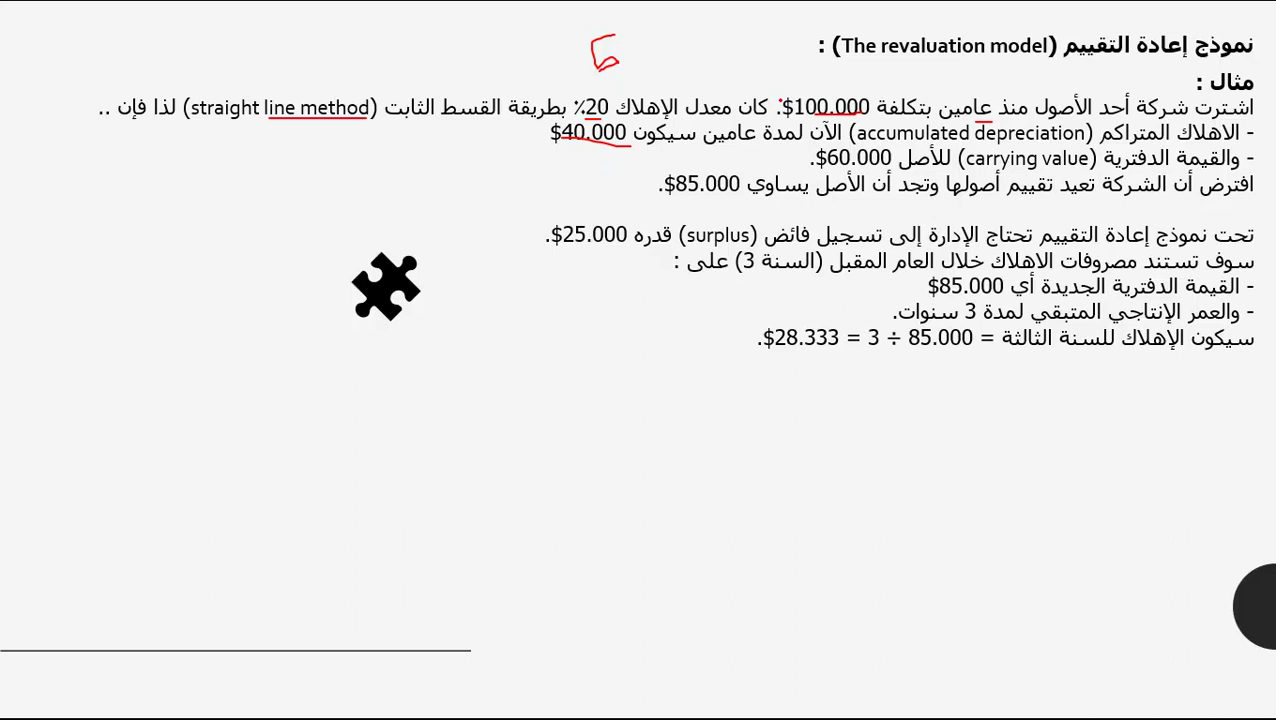 نموذج إعادة التقييم (The revaluation model) :
مثال :
اشترت شركة أحد الأصول منذ عامين بتكلفة 100.000$. كان معدل الإهلاك 20٪ بطريقة القسط الثابت (straight line method) لذا فإن ..
- الاهلاك المتراكم (accumulated depreciation) الآن لمدة عامين سيكون 40.000$
- والقيمة الدفترية (carrying value) للأصل 60.000$.
افترض أن الشركة تعيد تقييم أصولها وتجد أن الأصل يساوي 85.000$.
تحت نموذج إعادة التقييم تحتاج الإدارة إلى تسجيل فائض (surplus) قدره 25.000$.
سوف تستند مصروفات الاهلاك خلال العام المقبل (السنة 3) على :
- القيمة الدفترية الجديدة أي 85.000$
- والعمر الإنتاجي المتبقي لمدة 3 سنوات.
سيكون الإهلاك للسنة الثالثة = 85.000 ÷ 3 = 28.333$.